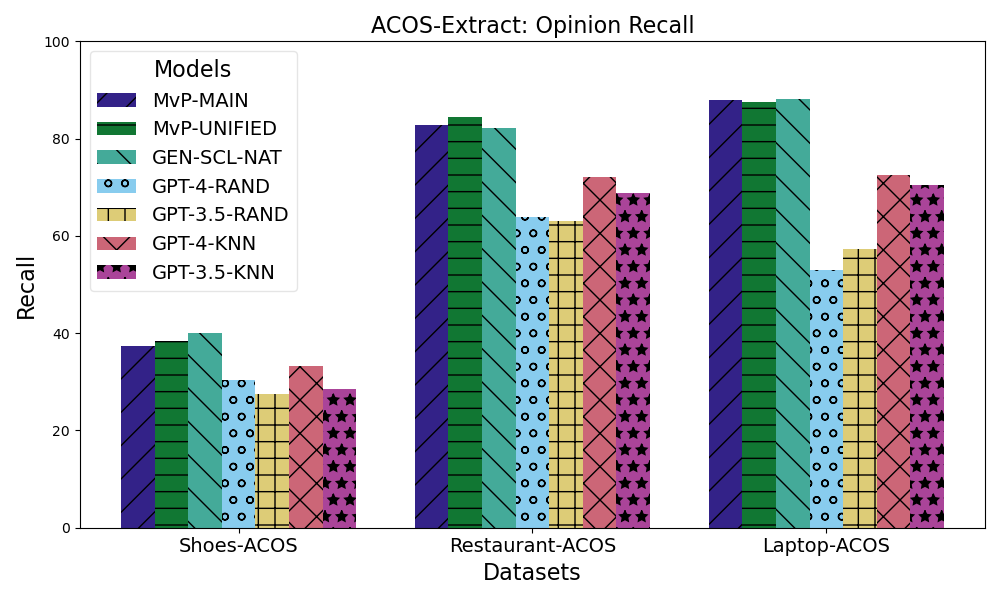 ACOS-Extract: Opinion Recall
100
80
60
40
20
0
Recall
Models
MvP-MAIN
MvP-UNIFIED
GEN-SCL-NAT
GPT-4-RAND
GPT-3.5-RAND
GPT-4-KNN
GPT-3.5-KNN
Shoes-ACOS
Restaurant-ACOS
Laptop-ACOS
Datasets